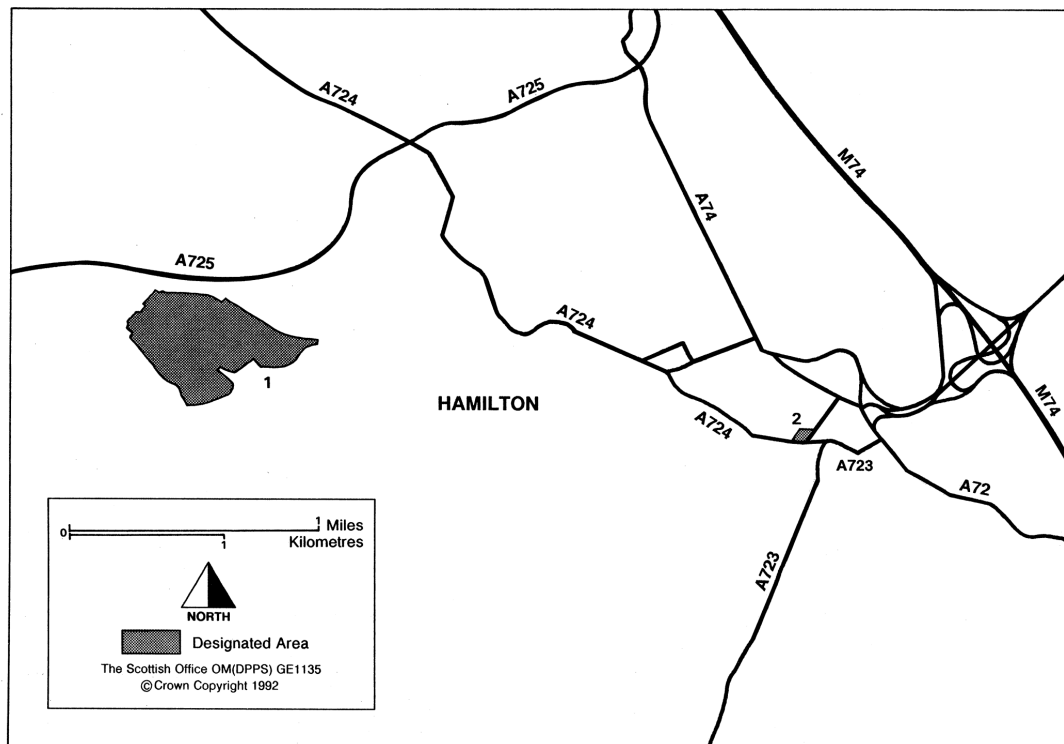 A724
A725
M74
A74
A725
A724
1
HAMILTON
2
A724
A723
M74
A72
A723
0
1 Miles
Kilometres
1
NORTH
Designated Area
The Scottish Office OM(DPPS) GE1135
© Crown Copyright 1992